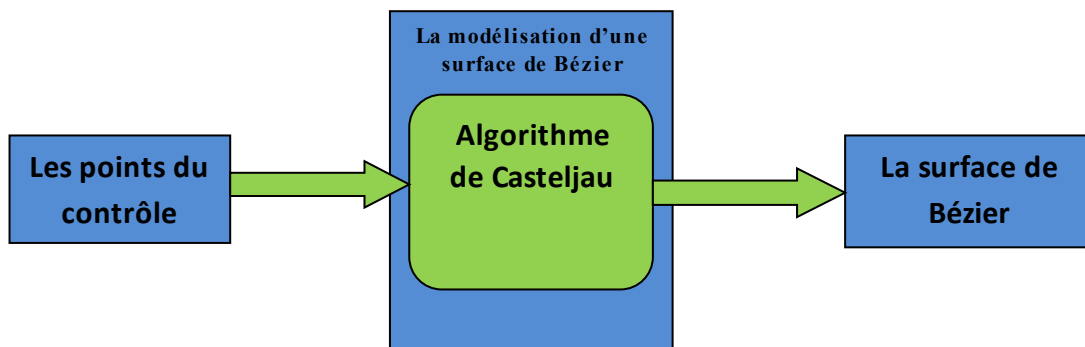 La modélisation d’une
surface de Bézier
Les points du
contrôle
Algorithme
de Casteljau
La surface de
Bézier